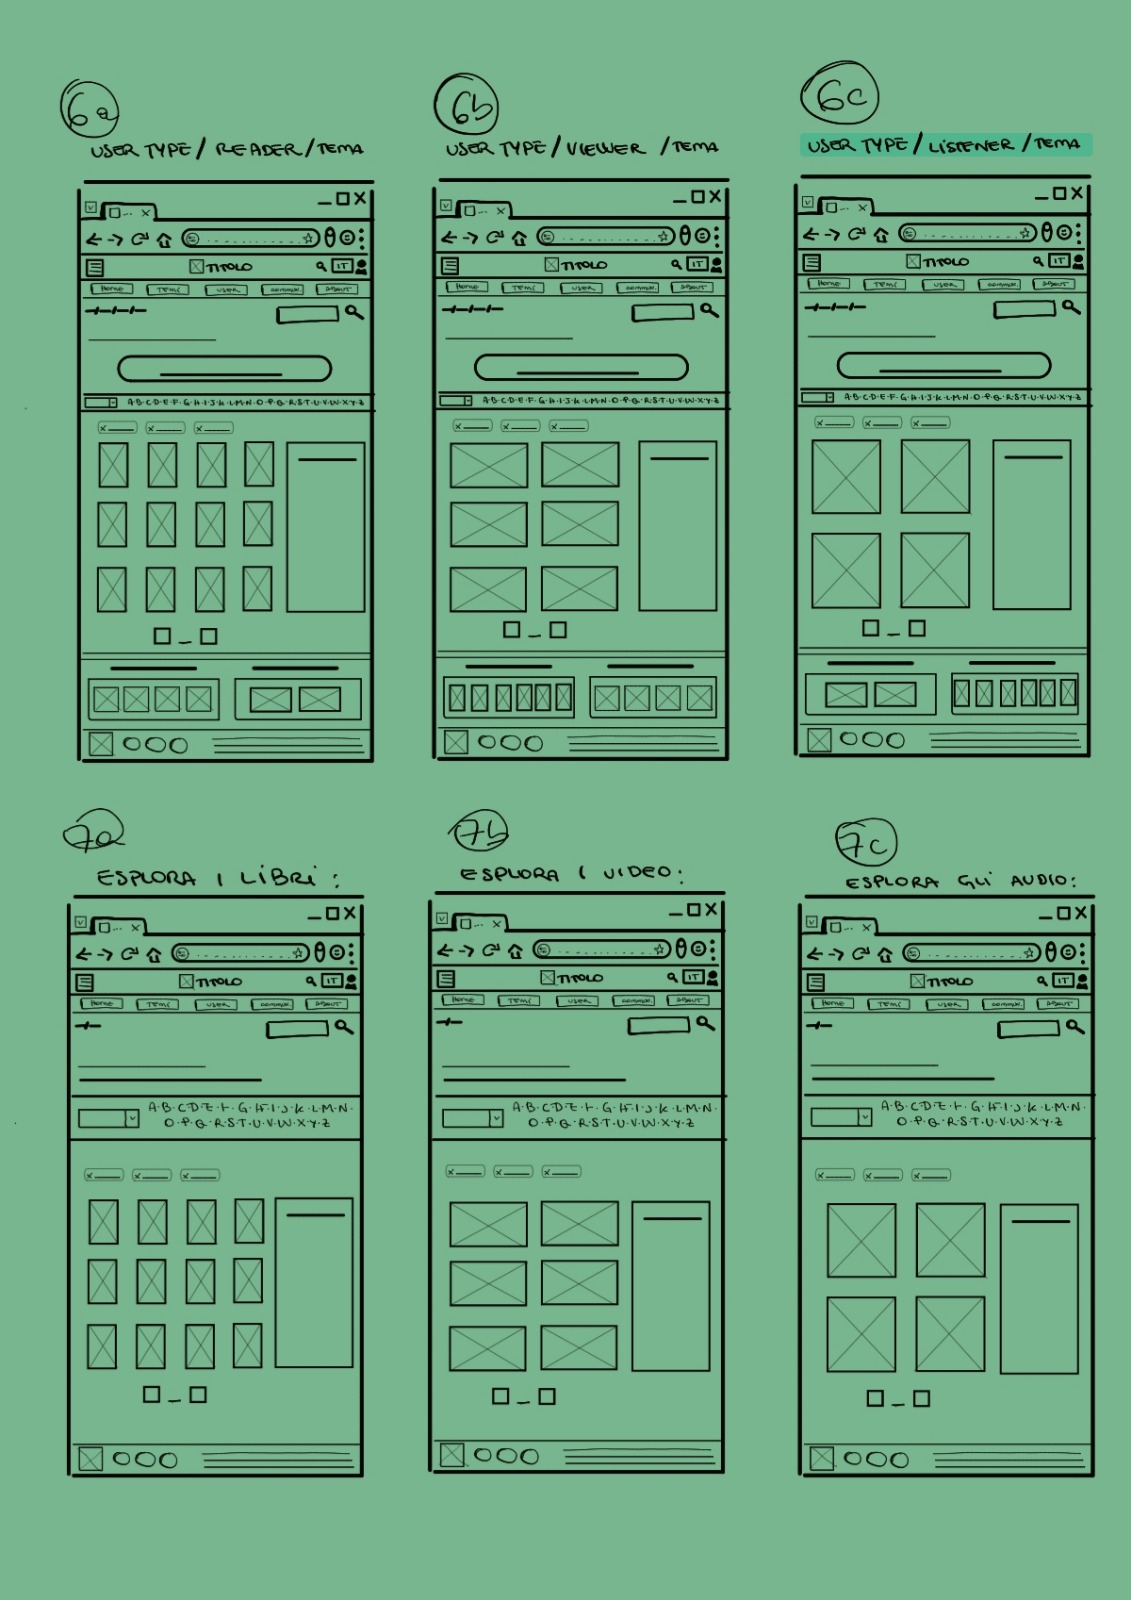 6a
USER TYPE / READER / TEMA
TITOLO
IT
Home TEMI USER COMMUN. ABOUT
A·B·C·D·E·F·G·H·I·J·K·L·M·N·O·P·Q·R·S·T·U·V·W·X·Y·Z
6b
USER TYPE / VIEWER / TEMA
TITOLO
IT
Home TEMI USER COMMUN. ABOUT
A·B·C·D·E·F·G·H·I·J·K·L·M·N·O·P·Q·R·S·T·U·V·W·X·Y·Z
6c
USER TYPE / LISTENER / TEMA
TITOLO
IT
Home TEMI USER COMMUN. ABOUT
A·B·C·D·E·F·G·H·I·J·K·L·M·N·O·P·Q·R·S·T·U·V·W·X·Y·Z
7a
ESPLORA I LIBRI :
TITOLO
IT
Home TEMI USER COMMUN. ABOUT
A·B·C·D·E·F·G·H·I·J·K·L·M·N·
O·P·Q·R·S·T·U·V·W·X·Y·Z
7b
ESPLORA I VIDEO :
TITOLO
IT
Home TEMI USER COMMUN. ABOUT
A·B·C·D·E·F·G·H·I·J·K·L·M·N·
O·P·Q·R·S·T·U·V·W·X·Y·Z
7c
ESPLORA GLI AUDIO :
TITOLO
IT
Home TEMI USER COMMUN. ABOUT
A·B·C·D·E·F·G·H·I·J·K·L·M·N·
O·P·Q·R·S·T·U·V·W·X·Y·Z